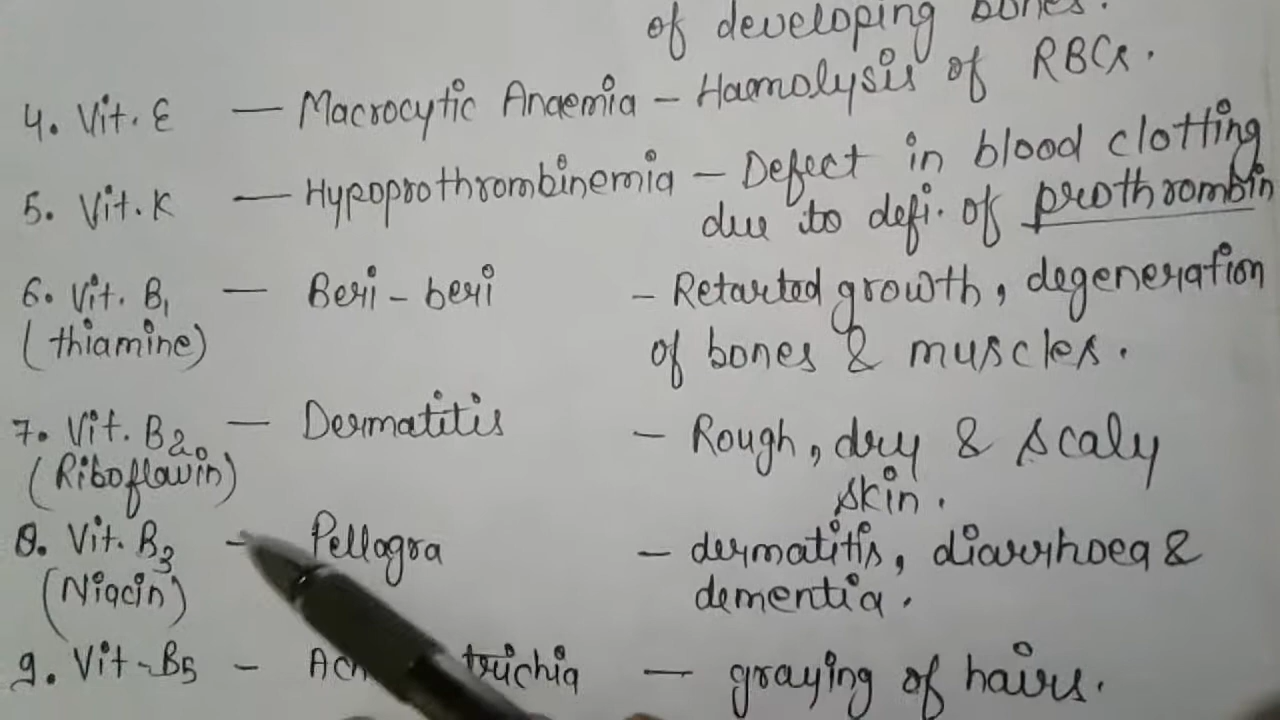 of developing bones.
4. Vit. E — Macrocytic Anaemia — Haemolysis of RBCs.
5. Vit. K — Hypoprothrombinemia — Defect in blood clotting
due to defi. of prothrombin
6. Vit. B1 — Beri - beri — Retarted growth, degeneration
(thiamine) of bones & muscles.
7. Vit. B2 — Dermatitis — Rough, dry & scaly
(Riboflavin) skin.
8. Vit. B3 — Pellagra — dermatitis, diarrhoea &
(Niacin) dementia.
9. Vit - B5 — trichia — graying of hairs.